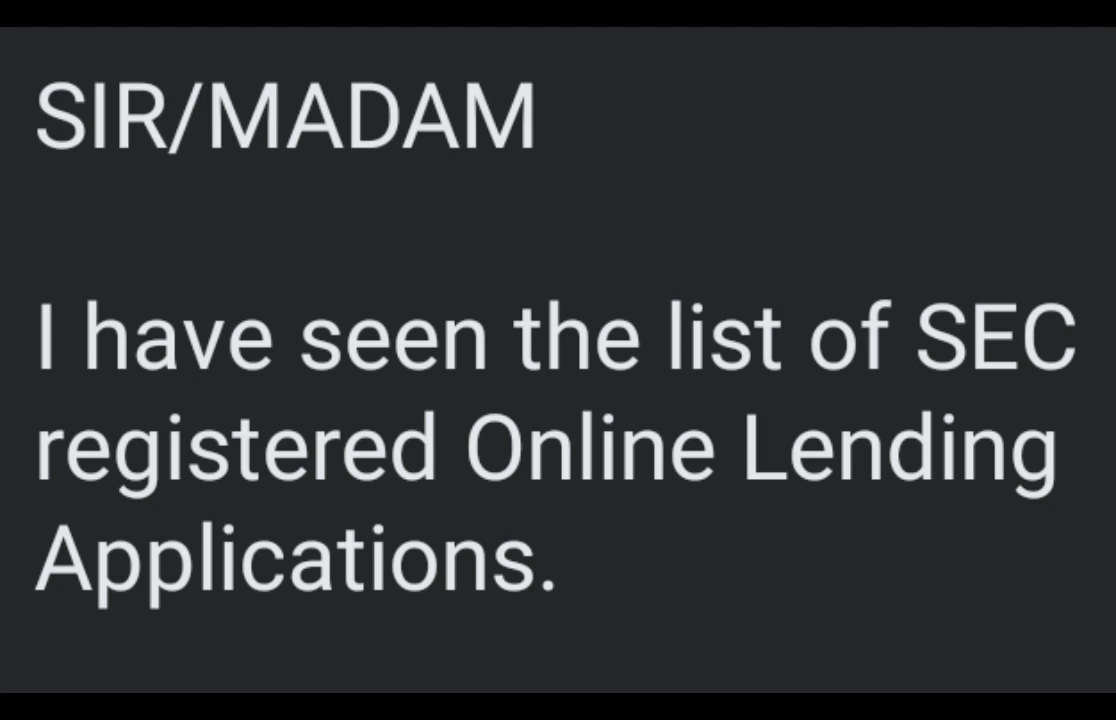 SIR/MADAM
I have seen the list of SEC
registered Online Lending
Applications.